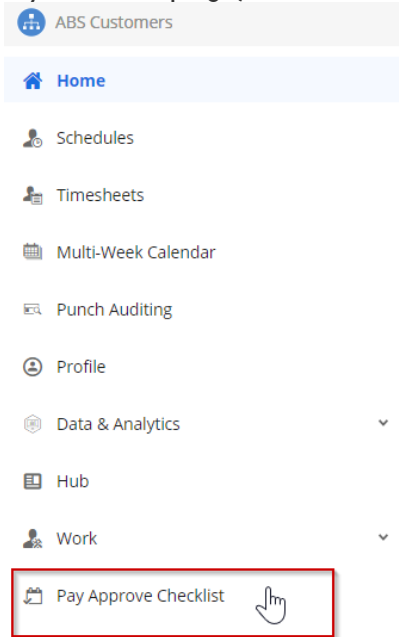 ABS Customers
Home
Schedules
Timesheets
Multi-Week Calendar
Punch Auditing
Profile
Data & Analytics
Hub
Work
Pay Approve Checklist